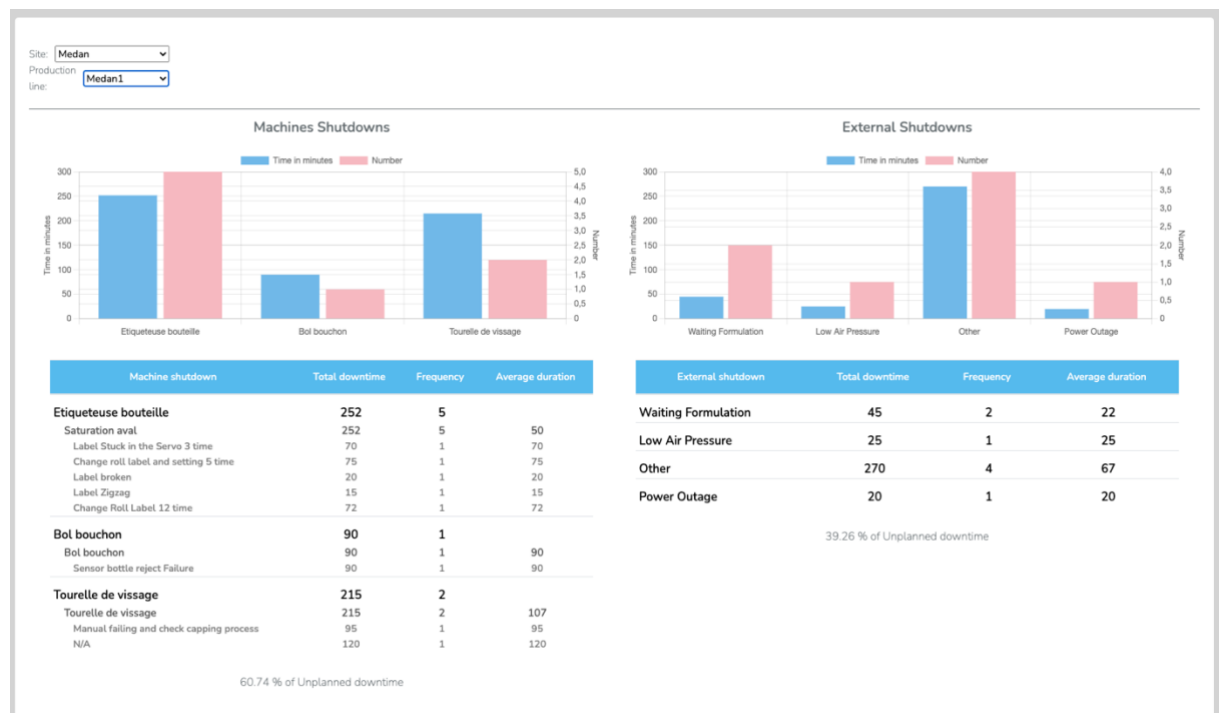 Site: Medan
Production line: Medan1
Machines Shutdowns
Time in minutes Number
300
250
200
150
100
50
0
Time in minutes
5,0
4,5
4,0
3,5
3,0
2,5
2,0
1,5
1,0
0,5
0
Number
Etiqueteuse bouteille Bol bouchon Tourelle de vissage
Machine shutdown Total downtime Frequency Average duration
Etiqueteuse bouteille 252 5
Saturation aval 252 5 50
Label Stuck in the Servo 3 time 70 1 70
Change roll label and setting 5 time 75 1 75
Label broken 20 1 20
Label Zigzag 15 1 15
Change Roll Label 12 time 72 1 72
Bol bouchon 90 1
Bol bouchon 90 1 90
Sensor bottle reject Failure 90 1 90
Tourelle de vissage 215 2
Tourelle de vissage 215 2 107
Manual failing and check capping process 95 1 95
N/A 120 1 120
60.74 % of Unplanned downtime
External Shutdowns
Time in minutes Number
300
250
200
150
100
50
0
Time in minutes
4,0
3,5
3,0
2,5
2,0
1,5
1,0
0,5
0
Number
Waiting Formulation Low Air Pressure Other Power Outage
External shutdown Total downtime Frequency Average duration
Waiting Formulation 45 2 22
Low Air Pressure 25 1 25
Other 270 4 67
Power Outage 20 1 20
39.26 % of Unplanned downtime